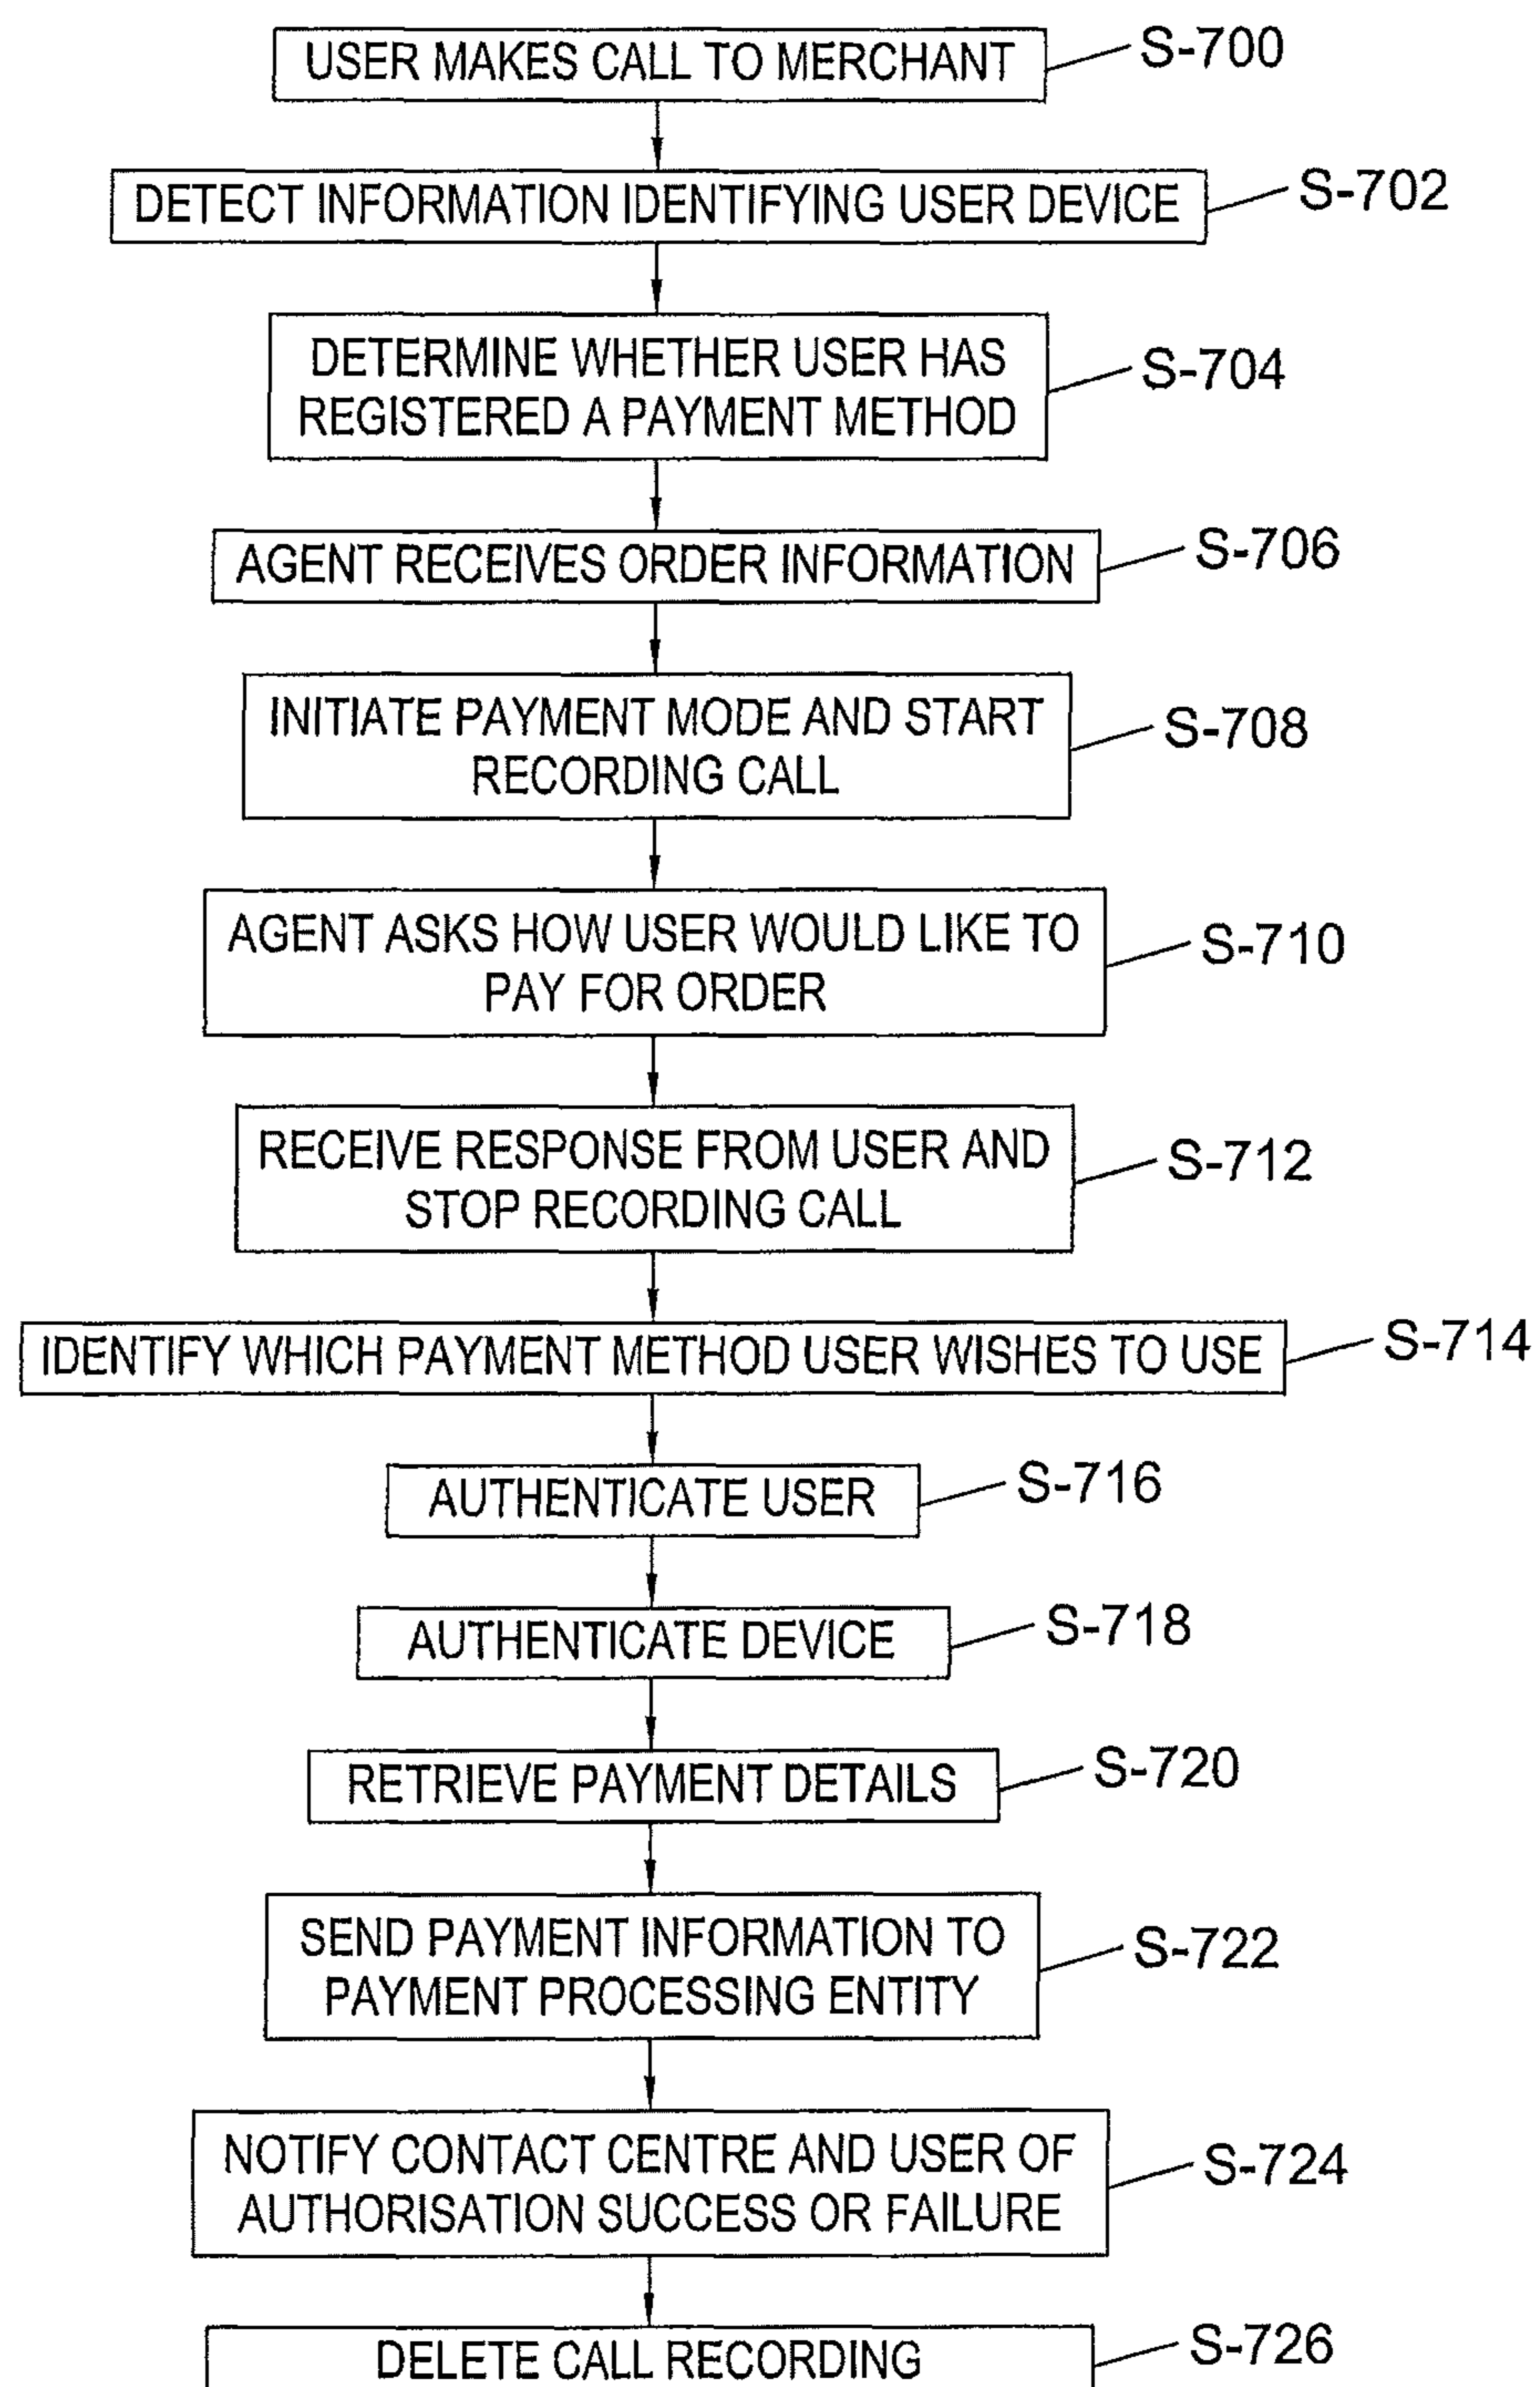 USER MAKES CALL TO MERCHANT
S-700
DETECT INFORMATION IDENTIFYING USER DEVICE
S-702
DETERMINE WHETHER USER HAS
REGISTERED A PAYMENT METHOD
S-704
AGENT RECEIVES ORDER INFORMATION
S-706
INITIATE PAYMENT MODE AND START
RECORDING CALL
S-708
AGENT ASKS HOW USER WOULD LIKE TO
PAY FOR ORDER
S-710
RECEIVE RESPONSE FROM USER AND
STOP RECORDING CALL
S-712
IDENTIFY WHICH PAYMENT METHOD USER WISHES TO USE
S-714
AUTHENTICATE USER
S-716
AUTHENTICATE DEVICE
S-718
RETRIEVE PAYMENT DETAILS
S-720
SEND PAYMENT INFORMATION TO
PAYMENT PROCESSING ENTITY
S-722
NOTIFY CONTACT CENTRE AND USER OF
AUTHORISATION SUCCESS OR FAILURE
S-724
DELETE CALL RECORDING
S-726